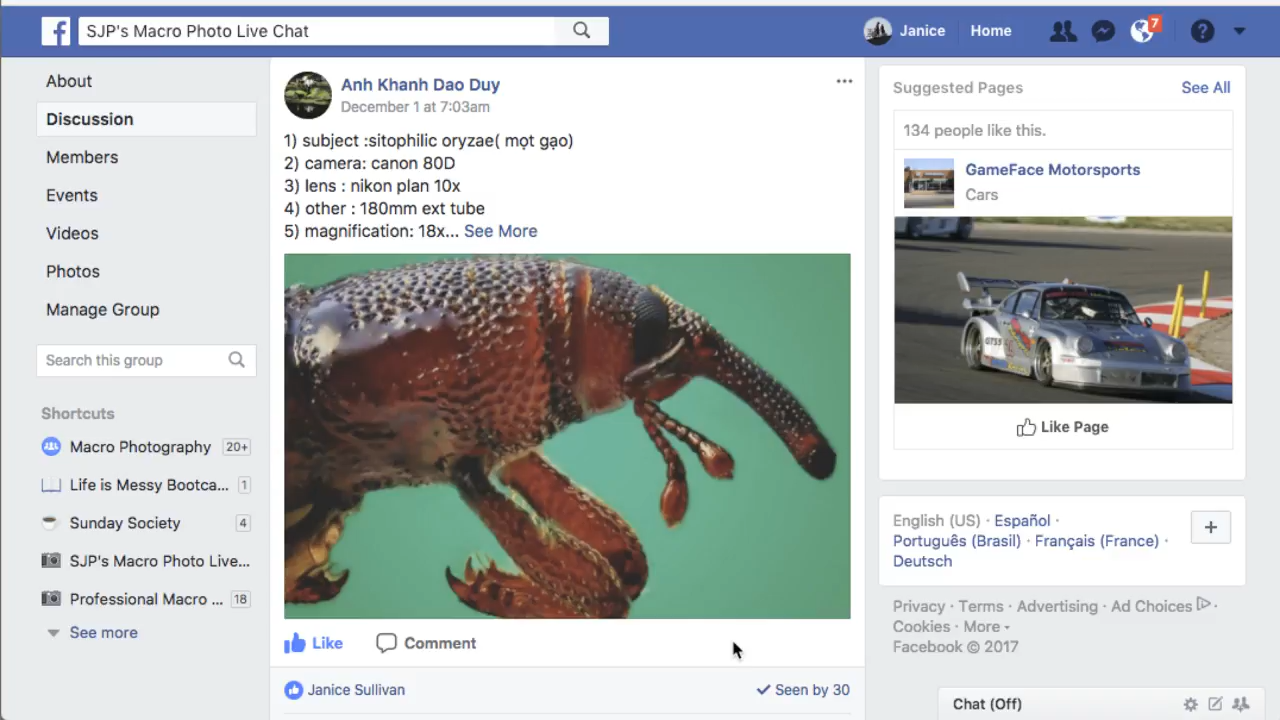 SJP's Macro Photo Live Chat
Janice
Home
7
About
Discussion
Members
Events
Videos
Photos
Manage Group
Search this group
Shortcuts
Macro Photography 20+
Life is Messy Bootca... 1
Sunday Society 4
SJP's Macro Photo Live...
Professional Macro ... 18
See more
Anh Khanh Dao Duy
December 1 at 7:03am
1) subject :sitophilic oryzae( mọt gạo)
2) camera: canon 80D
3) lens : nikon plan 10x
4) other : 180mm ext tube
5) magnification: 18x... See More
Like Comment
Janice Sullivan Seen by 30
Suggested Pages See All
134 people like this.
GameFace Motorsports
Cars
Like Page
English (US) · Español ·
Português (Brasil) · Français (France) ·
Deutsch
Privacy · Terms · Advertising · Ad Choices ·
Cookies · More
Facebook © 2017
Chat (Off)